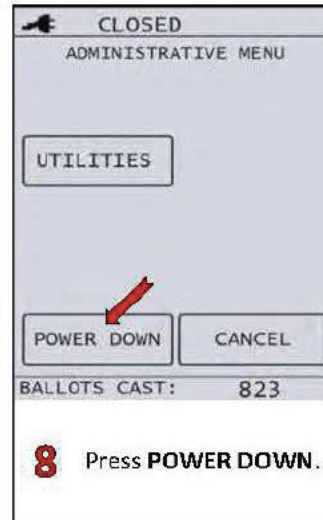 CLOSED
ADMINISTRATIVE MENU
UTILITIES
POWER DOWN
CANCEL
BALLOTS CAST: 823
8 Press POWER DOWN.